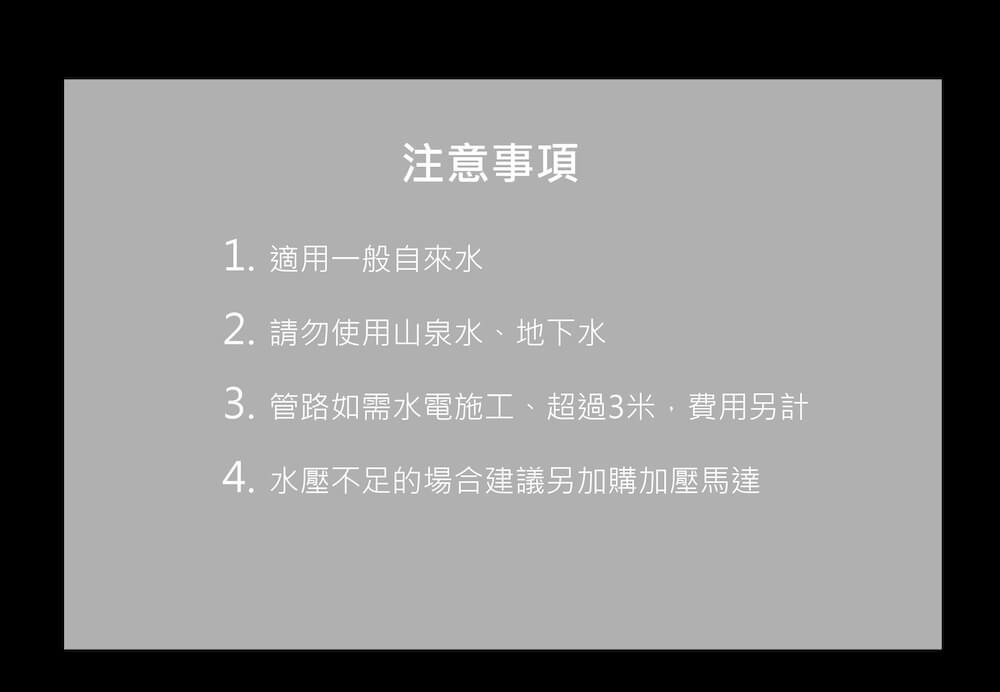 注意事項
1. 適用一般自來水
2. 請勿使用山泉水、地下水
3. 管路如需水電施工、超過3米，費用另計
4. 水壓不足的場合建議另加購加壓馬達